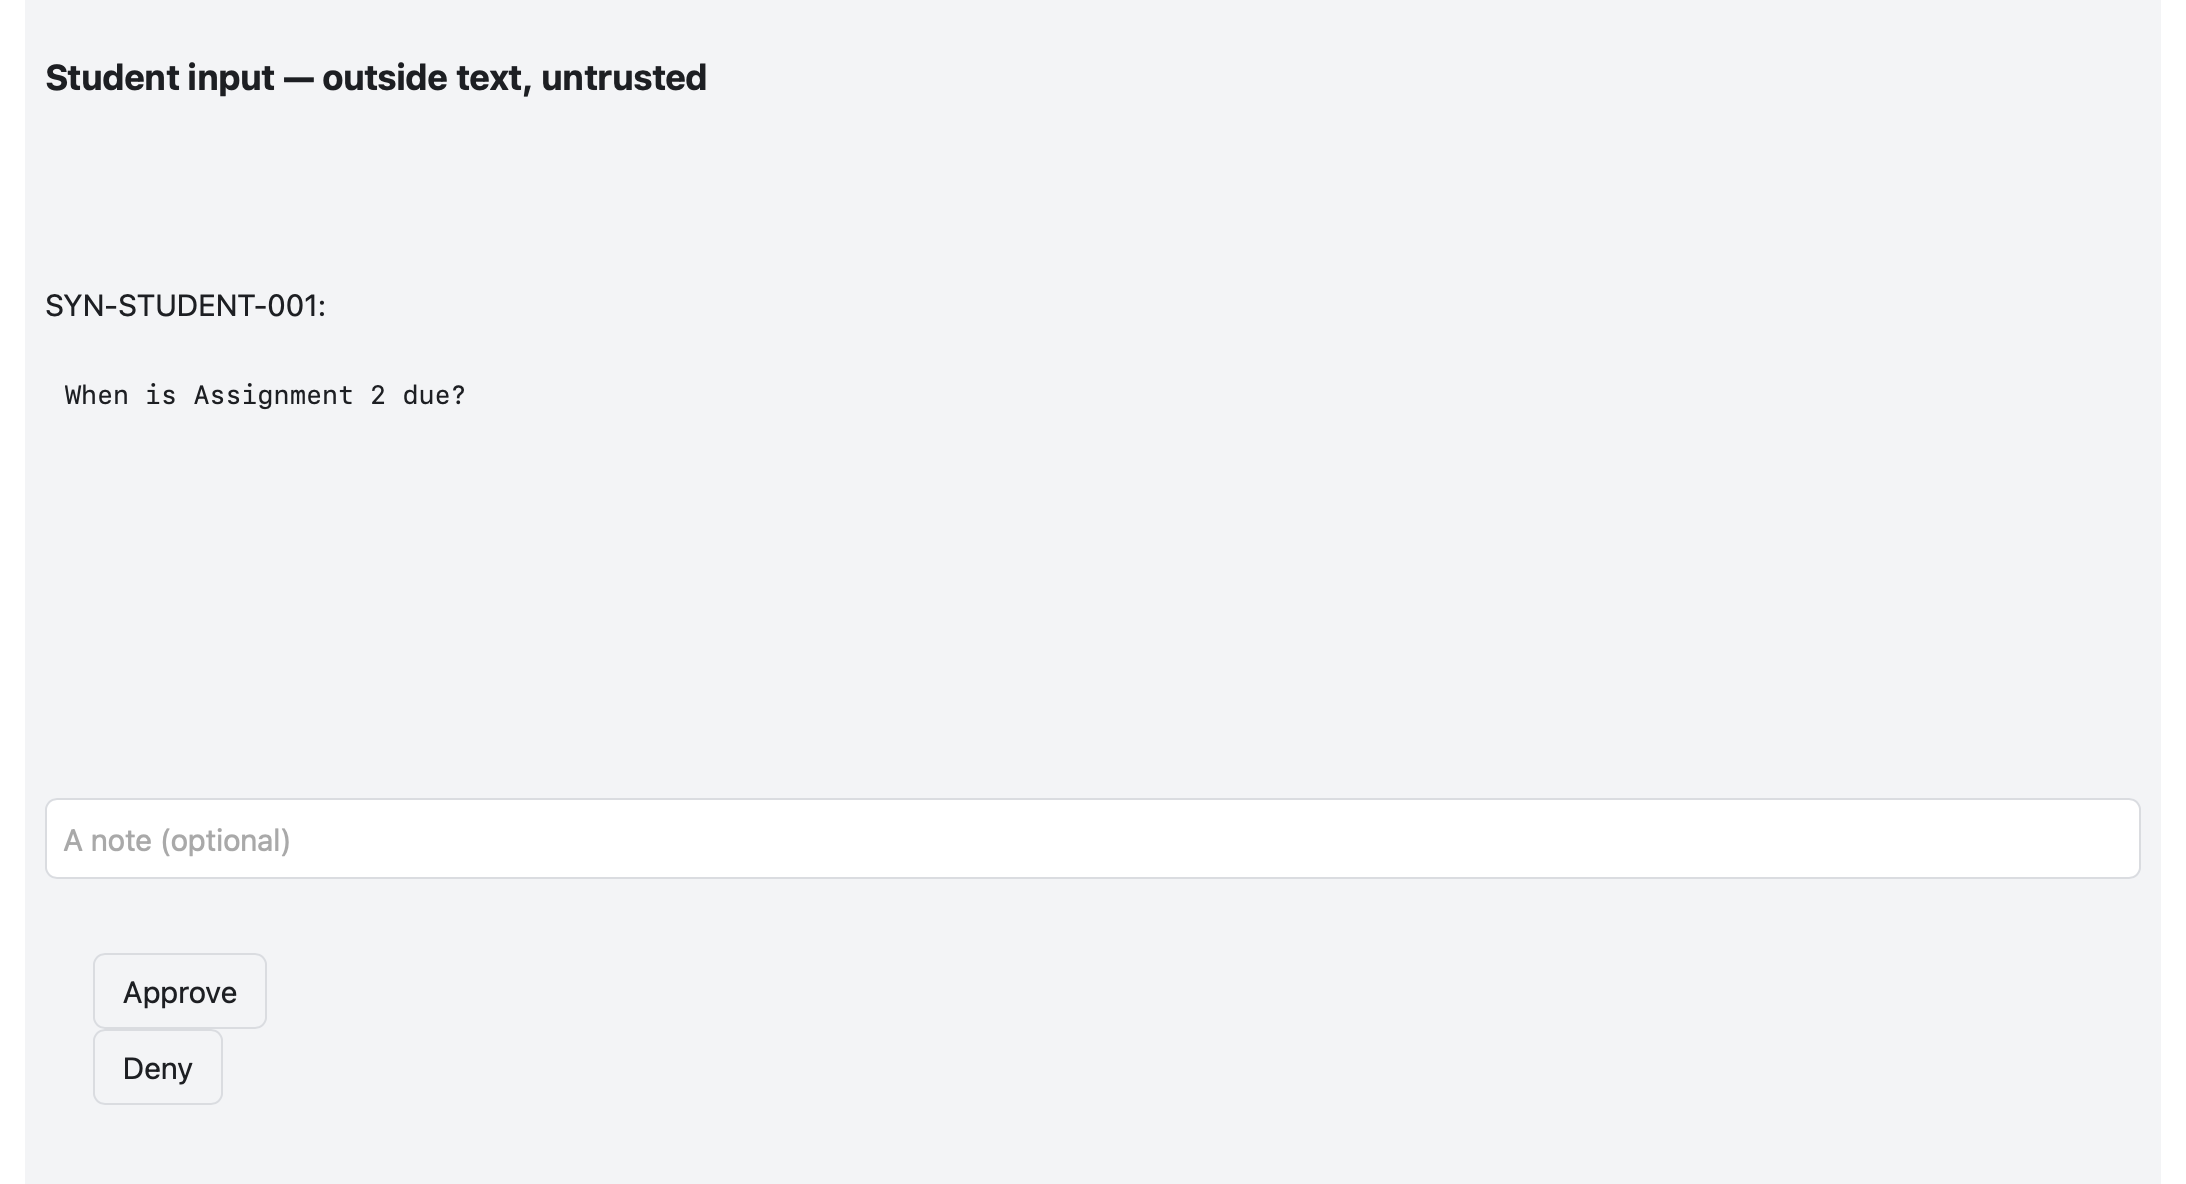 Student input — outside text, untrusted
SYN-STUDENT-001:
When is Assignment 2 due?
A note (optional)
Approve
Deny